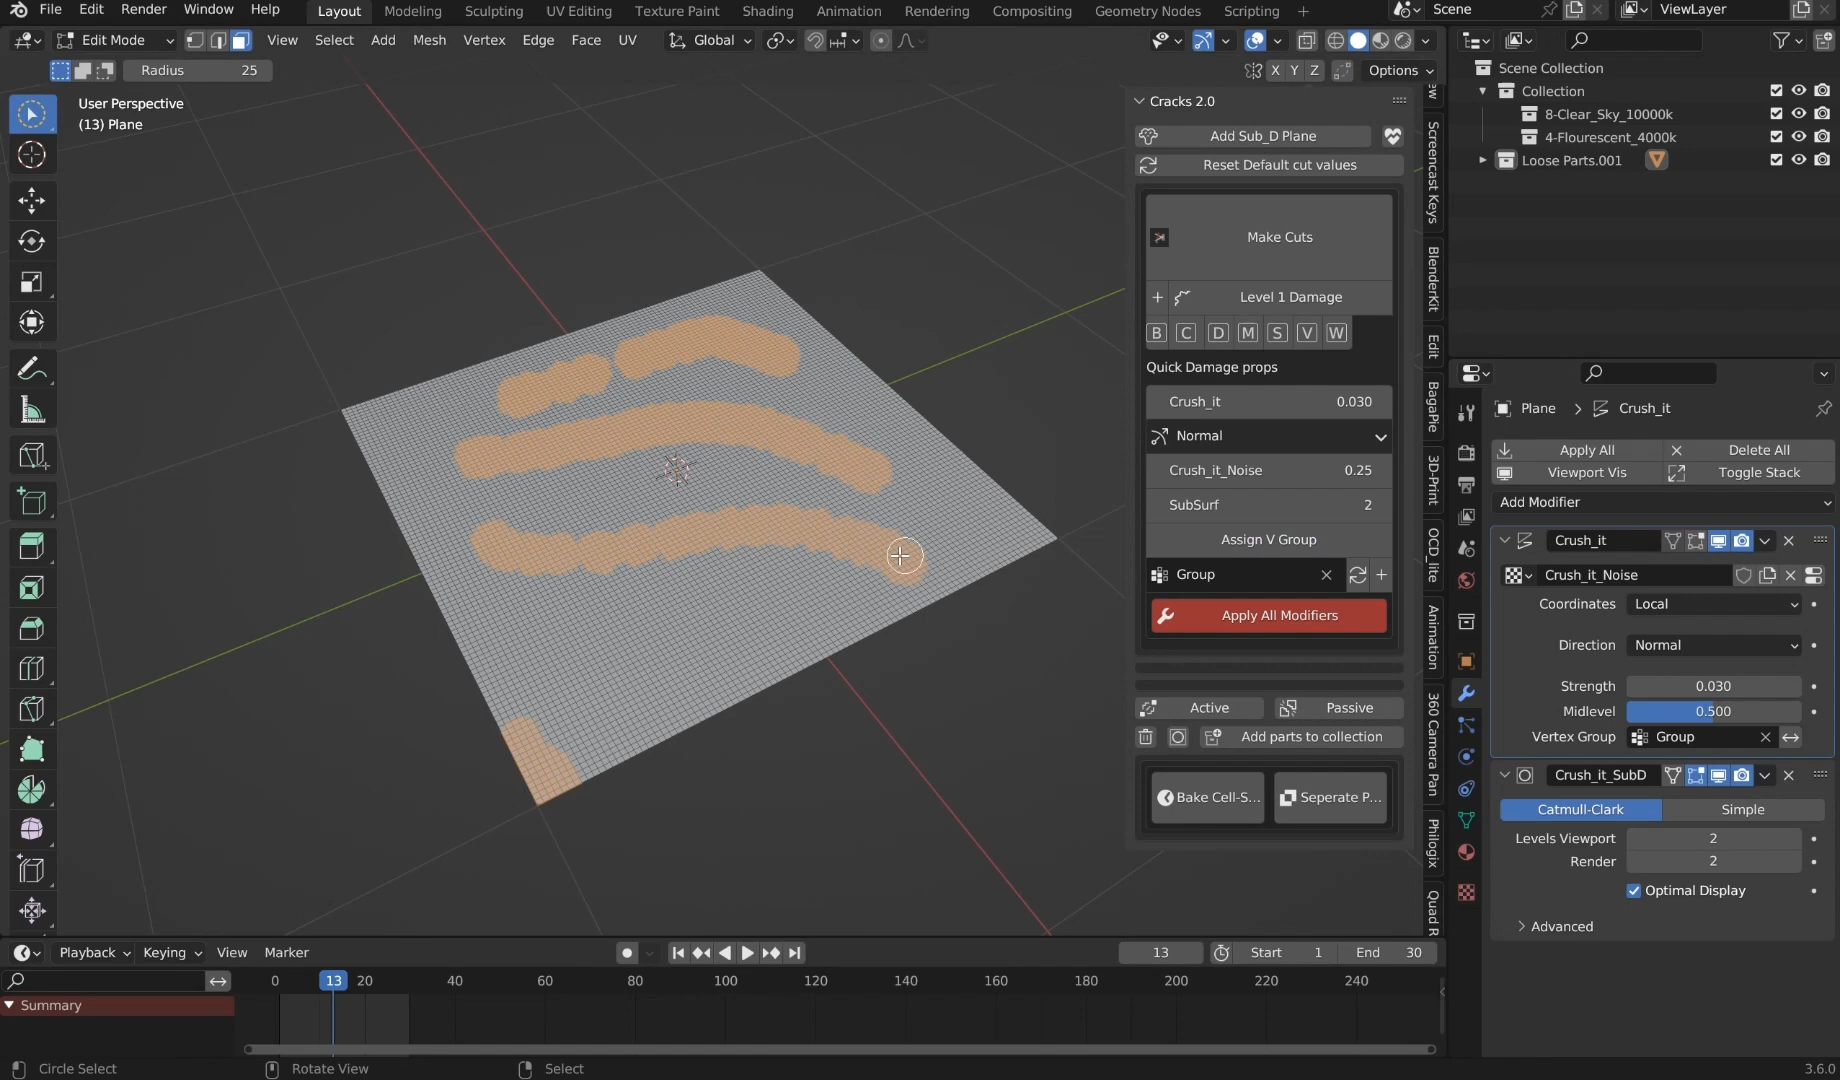 File Edit Render Window Help Layout Modeling Sculpting UV Editing Texture Paint Shading Animation Rendering Compositing Geometry Nodes Scripting + Scene ViewLayer
Edit Mode View Select Add Mesh Vertex Edge Face UV Global
Radius 25 X Y Z Options
User Perspective
(13) Plane
Cracks 2.0
Add Sub_D Plane
Reset Default cut values
Make Cuts
+ Level 1 Damage
B C D M S V W
Quick Damage props
Crush_it 0.030
Normal
Crush_it_Noise 0.25
SubSurf 2
Assign V Group
Group
Apply All Modifiers
Active Passive
Add parts to collection
Bake Cell-S... Seperate P...
Screencast Keys
BlenderKit
Edit
BagaPie
3D-Print
OCD_lite
Animation
360 Camera Pan
Philogix
Quad R
Scene Collection
Collection
8-Clear_Sky_10000k
4-Flourescent_4000k
Loose Parts.001
Plane > Crush_it
Apply All Delete All
Viewport Vis Toggle Stack
Add Modifier
Crush_it
Crush_it_Noise
Coordinates Local
Direction Normal
Strength 0.030
Midlevel 0.500
Vertex Group Group
Crush_it_SubD
Catmull-Clark Simple
Levels Viewport 2
Render 2
Optimal Display
Advanced
Playback Keying View Marker 13 Start 1 End 30
0 13 20 40 60 80 100 120 140 160 180 200 220 240
Summary
Circle Select Rotate View Select 3.6.0